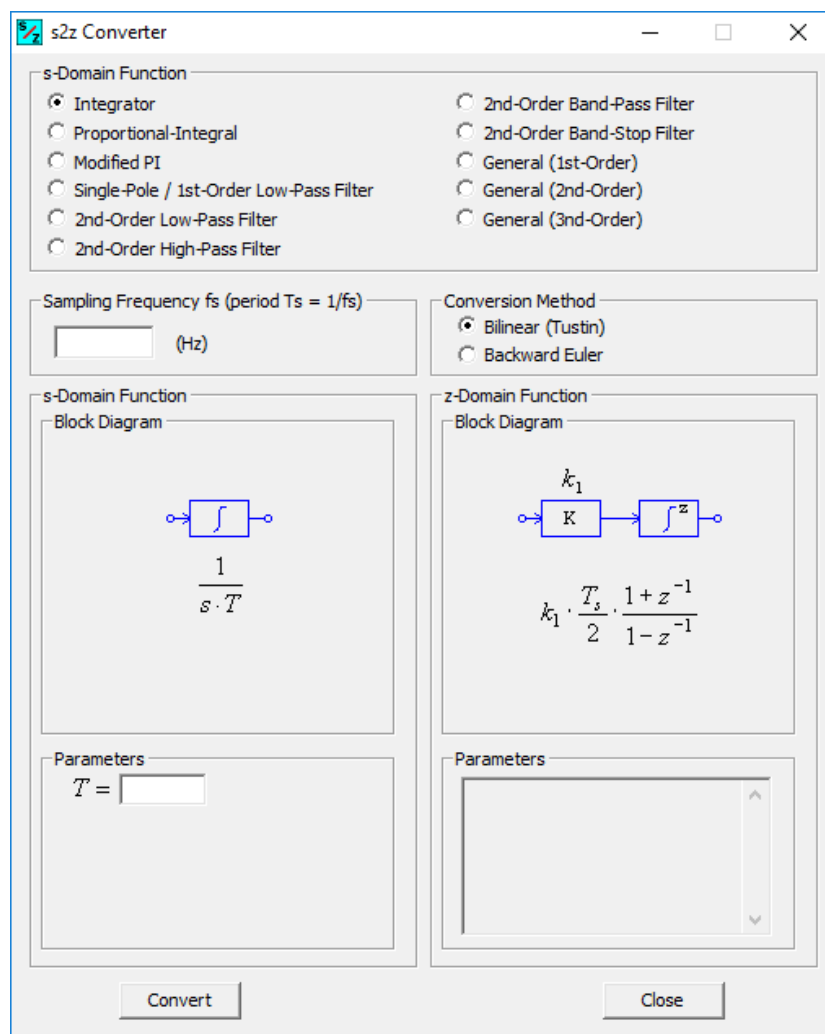 s/z s2z Converter
s-Domain Function
Integrator
Proportional-Integral
Modified PI
Single-Pole / 1st-Order Low-Pass Filter
2nd-Order Low-Pass Filter
2nd-Order High-Pass Filter
2nd-Order Band-Pass Filter
2nd-Order Band-Stop Filter
General (1st-Order)
General (2nd-Order)
General (3rd-Order)
Sampling Frequency fs (period Ts = 1/fs)
(Hz)
Conversion Method
Bilinear (Tustin)
Backward Euler
s-Domain Function
Block Diagram
∫
1
s · T
Parameters
T =
z-Domain Function
Block Diagram
k₁
K ∫ z
k₁ · Tₛ/2 · (1 + z⁻¹)/(1 − z⁻¹)
Parameters
Convert
Close